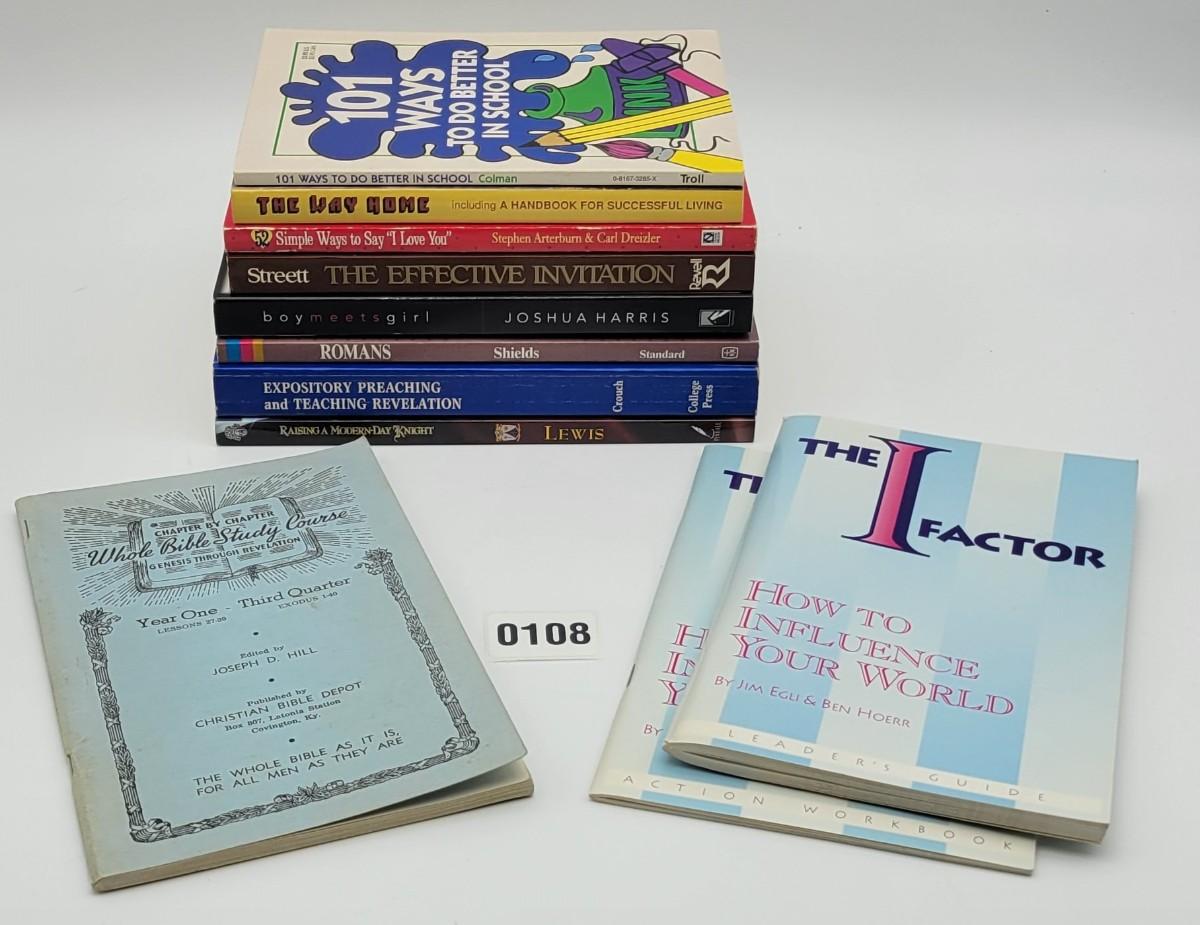 101
WAYS
TO DO BETTER
IN SCHOOL
INK
101 WAYS TO DO BETTER IN SCHOOL Colman 0-8167-3285-X Troll
THE WAY HOME including A HANDBOOK FOR SUCCESSFUL LIVING
52 Simple Ways to Say "I Love You" Stephen Arterburn & Carl Dreizler
Streett THE EFFECTIVE INVITATION Revell
boymeetsgirl JOSHUA HARRIS
ROMANS Shields Standard
EXPOSITORY PREACHING
and TEACHING REVELATION
Crouch
College
Press
RAISING A MODERN-DAY KNIGHT LEWIS
CHAPTER BY CHAPTER
Whole Bible Study Course
GENESIS THROUGH REVELATION
Year One - Third Quarter
LESSONS 27-39 EXODUS 1-40
Edited by
JOSEPH D. HILL
Published by
CHRISTIAN BIBLE DEPOT
Box 807, Latonia Station
Covington, Ky.
THE WHOLE BIBLE AS IT IS,
FOR ALL MEN AS THEY ARE
0108
THE I FACTOR
HOW TO
INFLUENCE
YOUR WORLD
BY JIM EGLI & BEN HOERR
LEADER'S GUIDE
BY
ACTION WORKBOOK